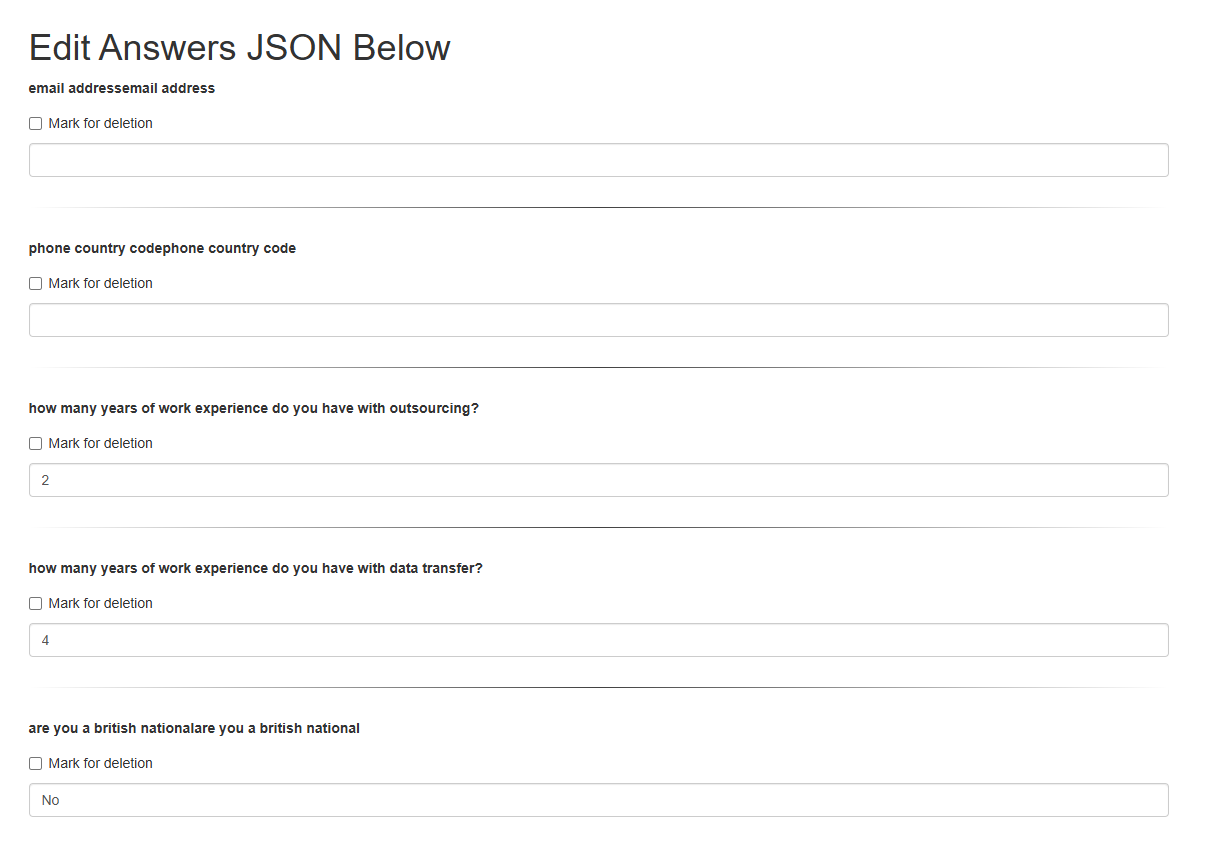 Edit Answers JSON Below
email addressemail address
Mark for deletion
phone country codephone country code
Mark for deletion
how many years of work experience do you have with outsourcing?
Mark for deletion
2
how many years of work experience do you have with data transfer?
Mark for deletion
4
are you a british nationalare you a british national
Mark for deletion
No